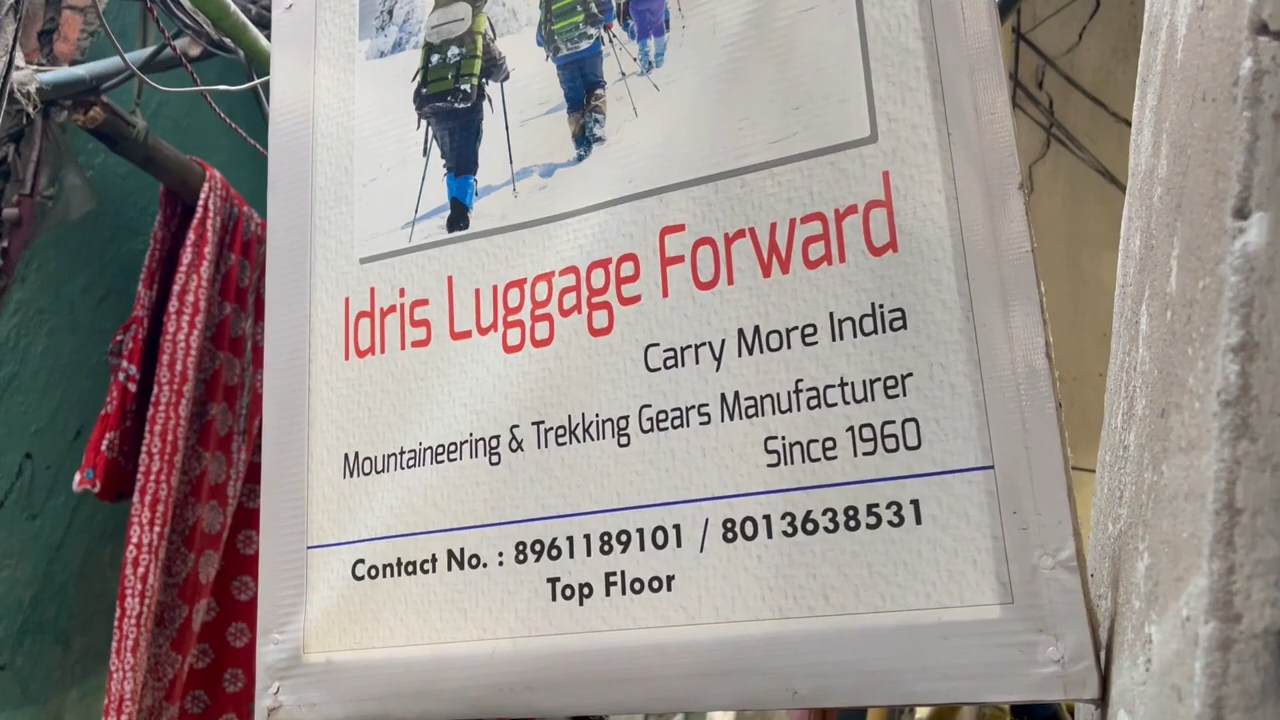 Idris Luggage Forward
Carry More India
Mountaineering & Trekking Gears Manufacturer
Since 1960
Contact No. : 8961189101 / 8013638531
Top Floor